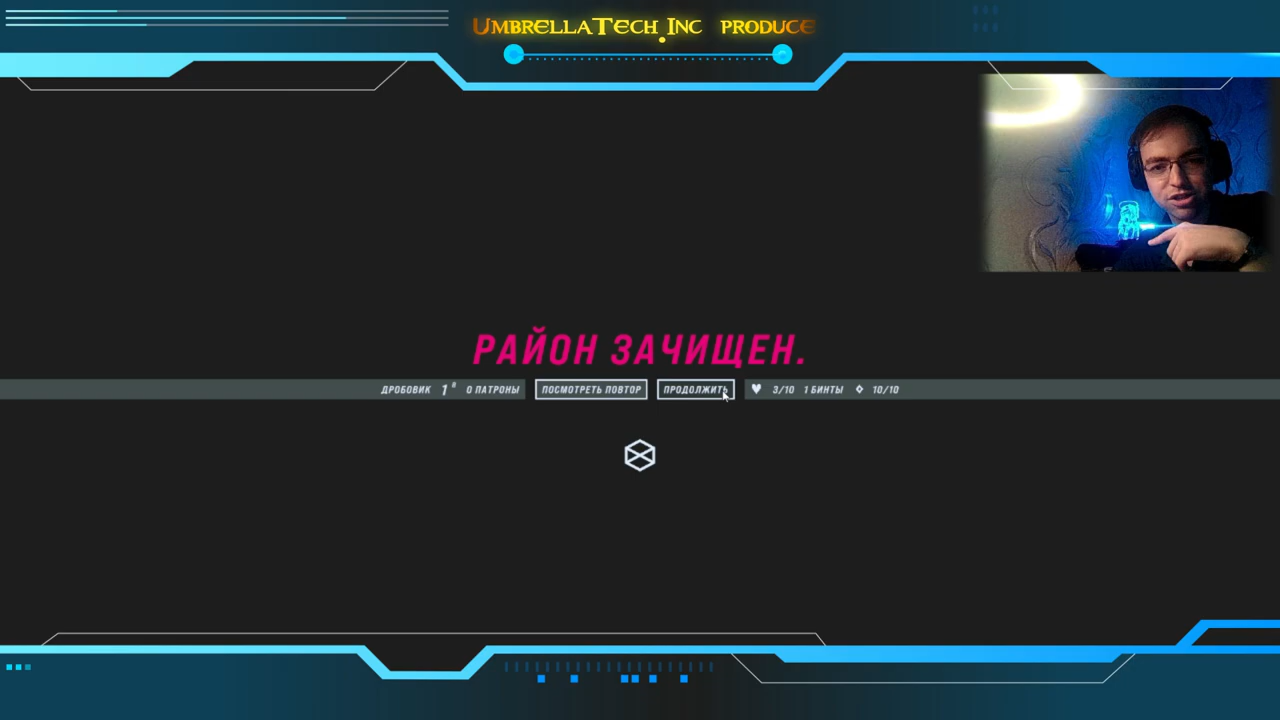 UmbrellaTech.Inc produce
РАЙОН ЗАЧИЩЕН.
ДРОБОВИК 1 R 0 ПАТРОНЫ ПОСМОТРЕТЬ ПОВТОР ПРОДОЛЖИТЬ 3/10 1 БИНТЫ 10/10